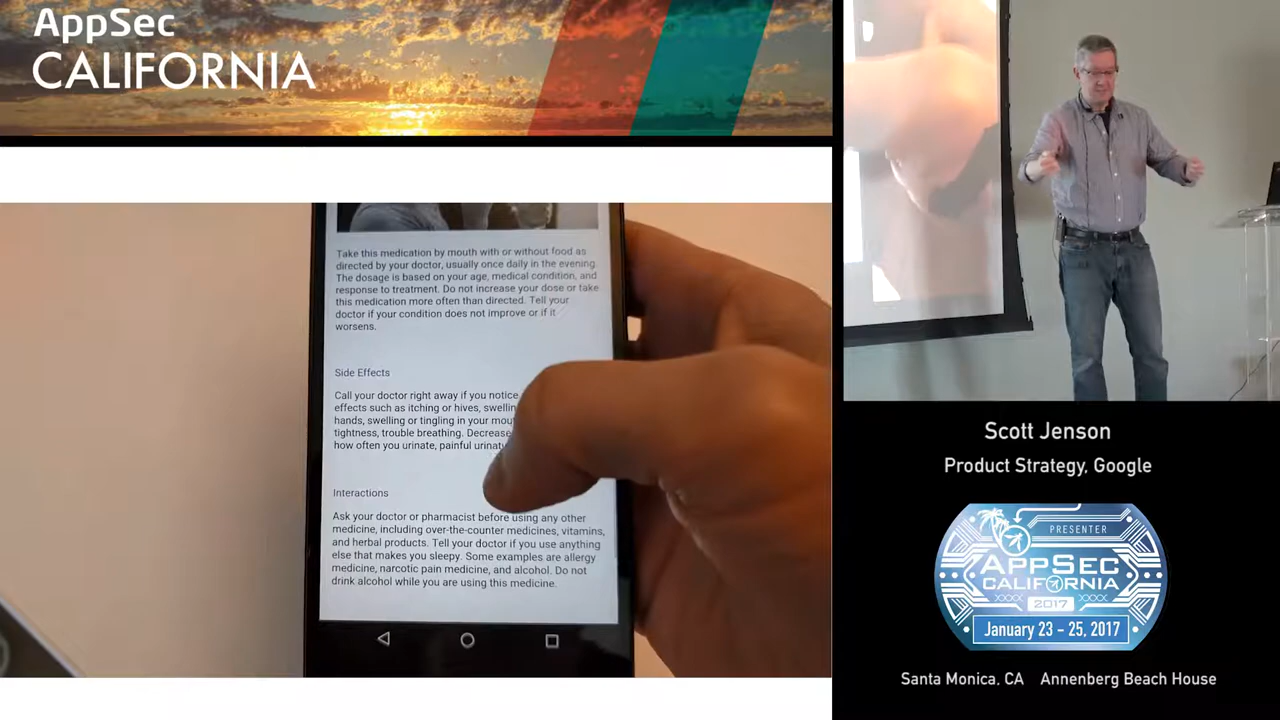 AppSec
CALIFORNIA
Take this medication by mouth with or without food as
directed by your doctor, usually once daily in the evening.
The dosage is based on your age, medical condition, and
response to treatment. Do not increase your dose or take
this medication more often than directed. Tell your
doctor if your condition does not improve or if it
worsens.
Side Effects
Call your doctor right away if you notice
effects such as itching or hives, swellin
hands, swelling or tingling in your mou
tightness, trouble breathing. Decrease
how often you urinate, painful urinat
Interactions
Ask your doctor or pharmacist before using any other
medicine, including over-the-counter medicines, vitamins,
and herbal products. Tell your doctor if you use anything
else that makes you sleepy. Some examples are allergy
medicine, narcotic pain medicine, and alcohol. Do not
drink alcohol while you are using this medicine.
Scott Jenson
Product Strategy, Google
PRESENTER
APPSEC
CALIFORNIA
2017
January 23 - 25, 2017
Santa Monica, CA Annenberg Beach House